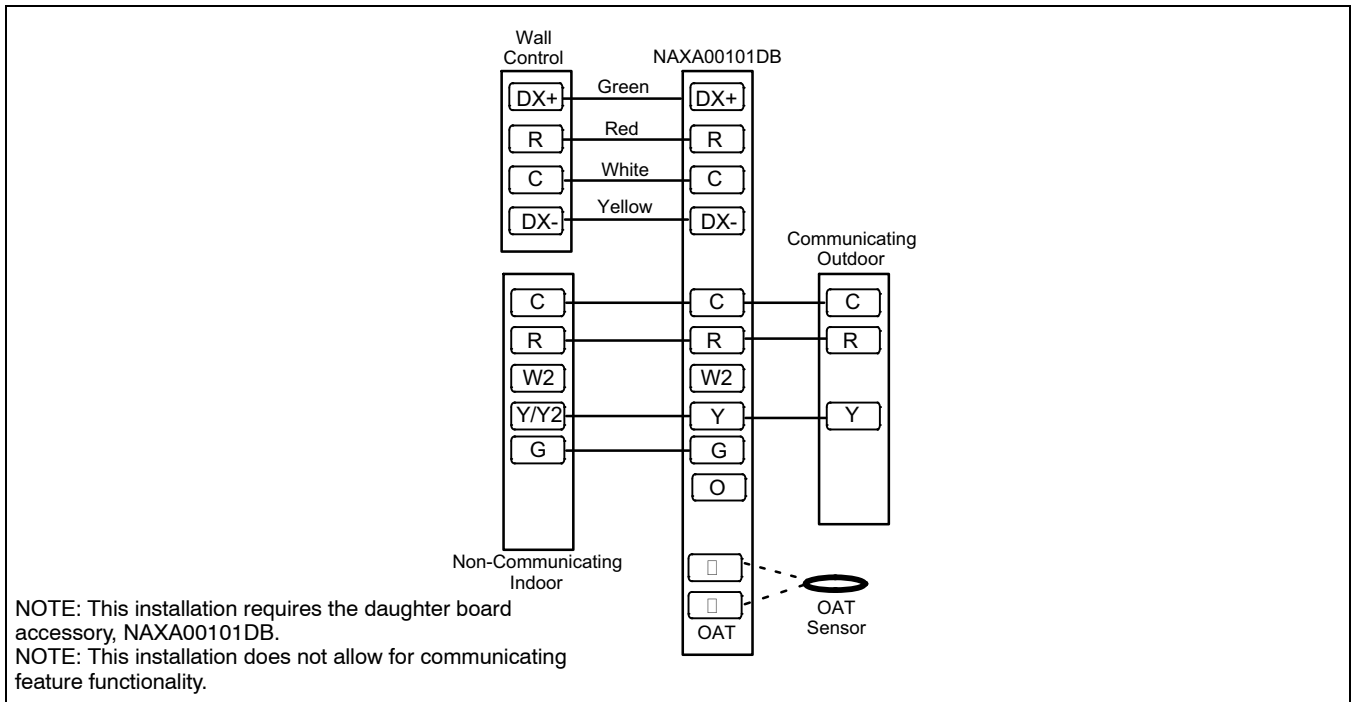 Wall
Control
NAXA00101DB
DX+ Green DX+
R Red R
C White C
DX- Yellow DX-
Communicating
Outdoor
C C C
R R R
W2 W2
Y/Y2 Y Y
G G
O
Non-Communicating
Indoor
OAT
OAT
Sensor
NOTE: This installation requires the daughter board
accessory, NAXA00101DB.
NOTE: This installation does not allow for communicating
feature functionality.